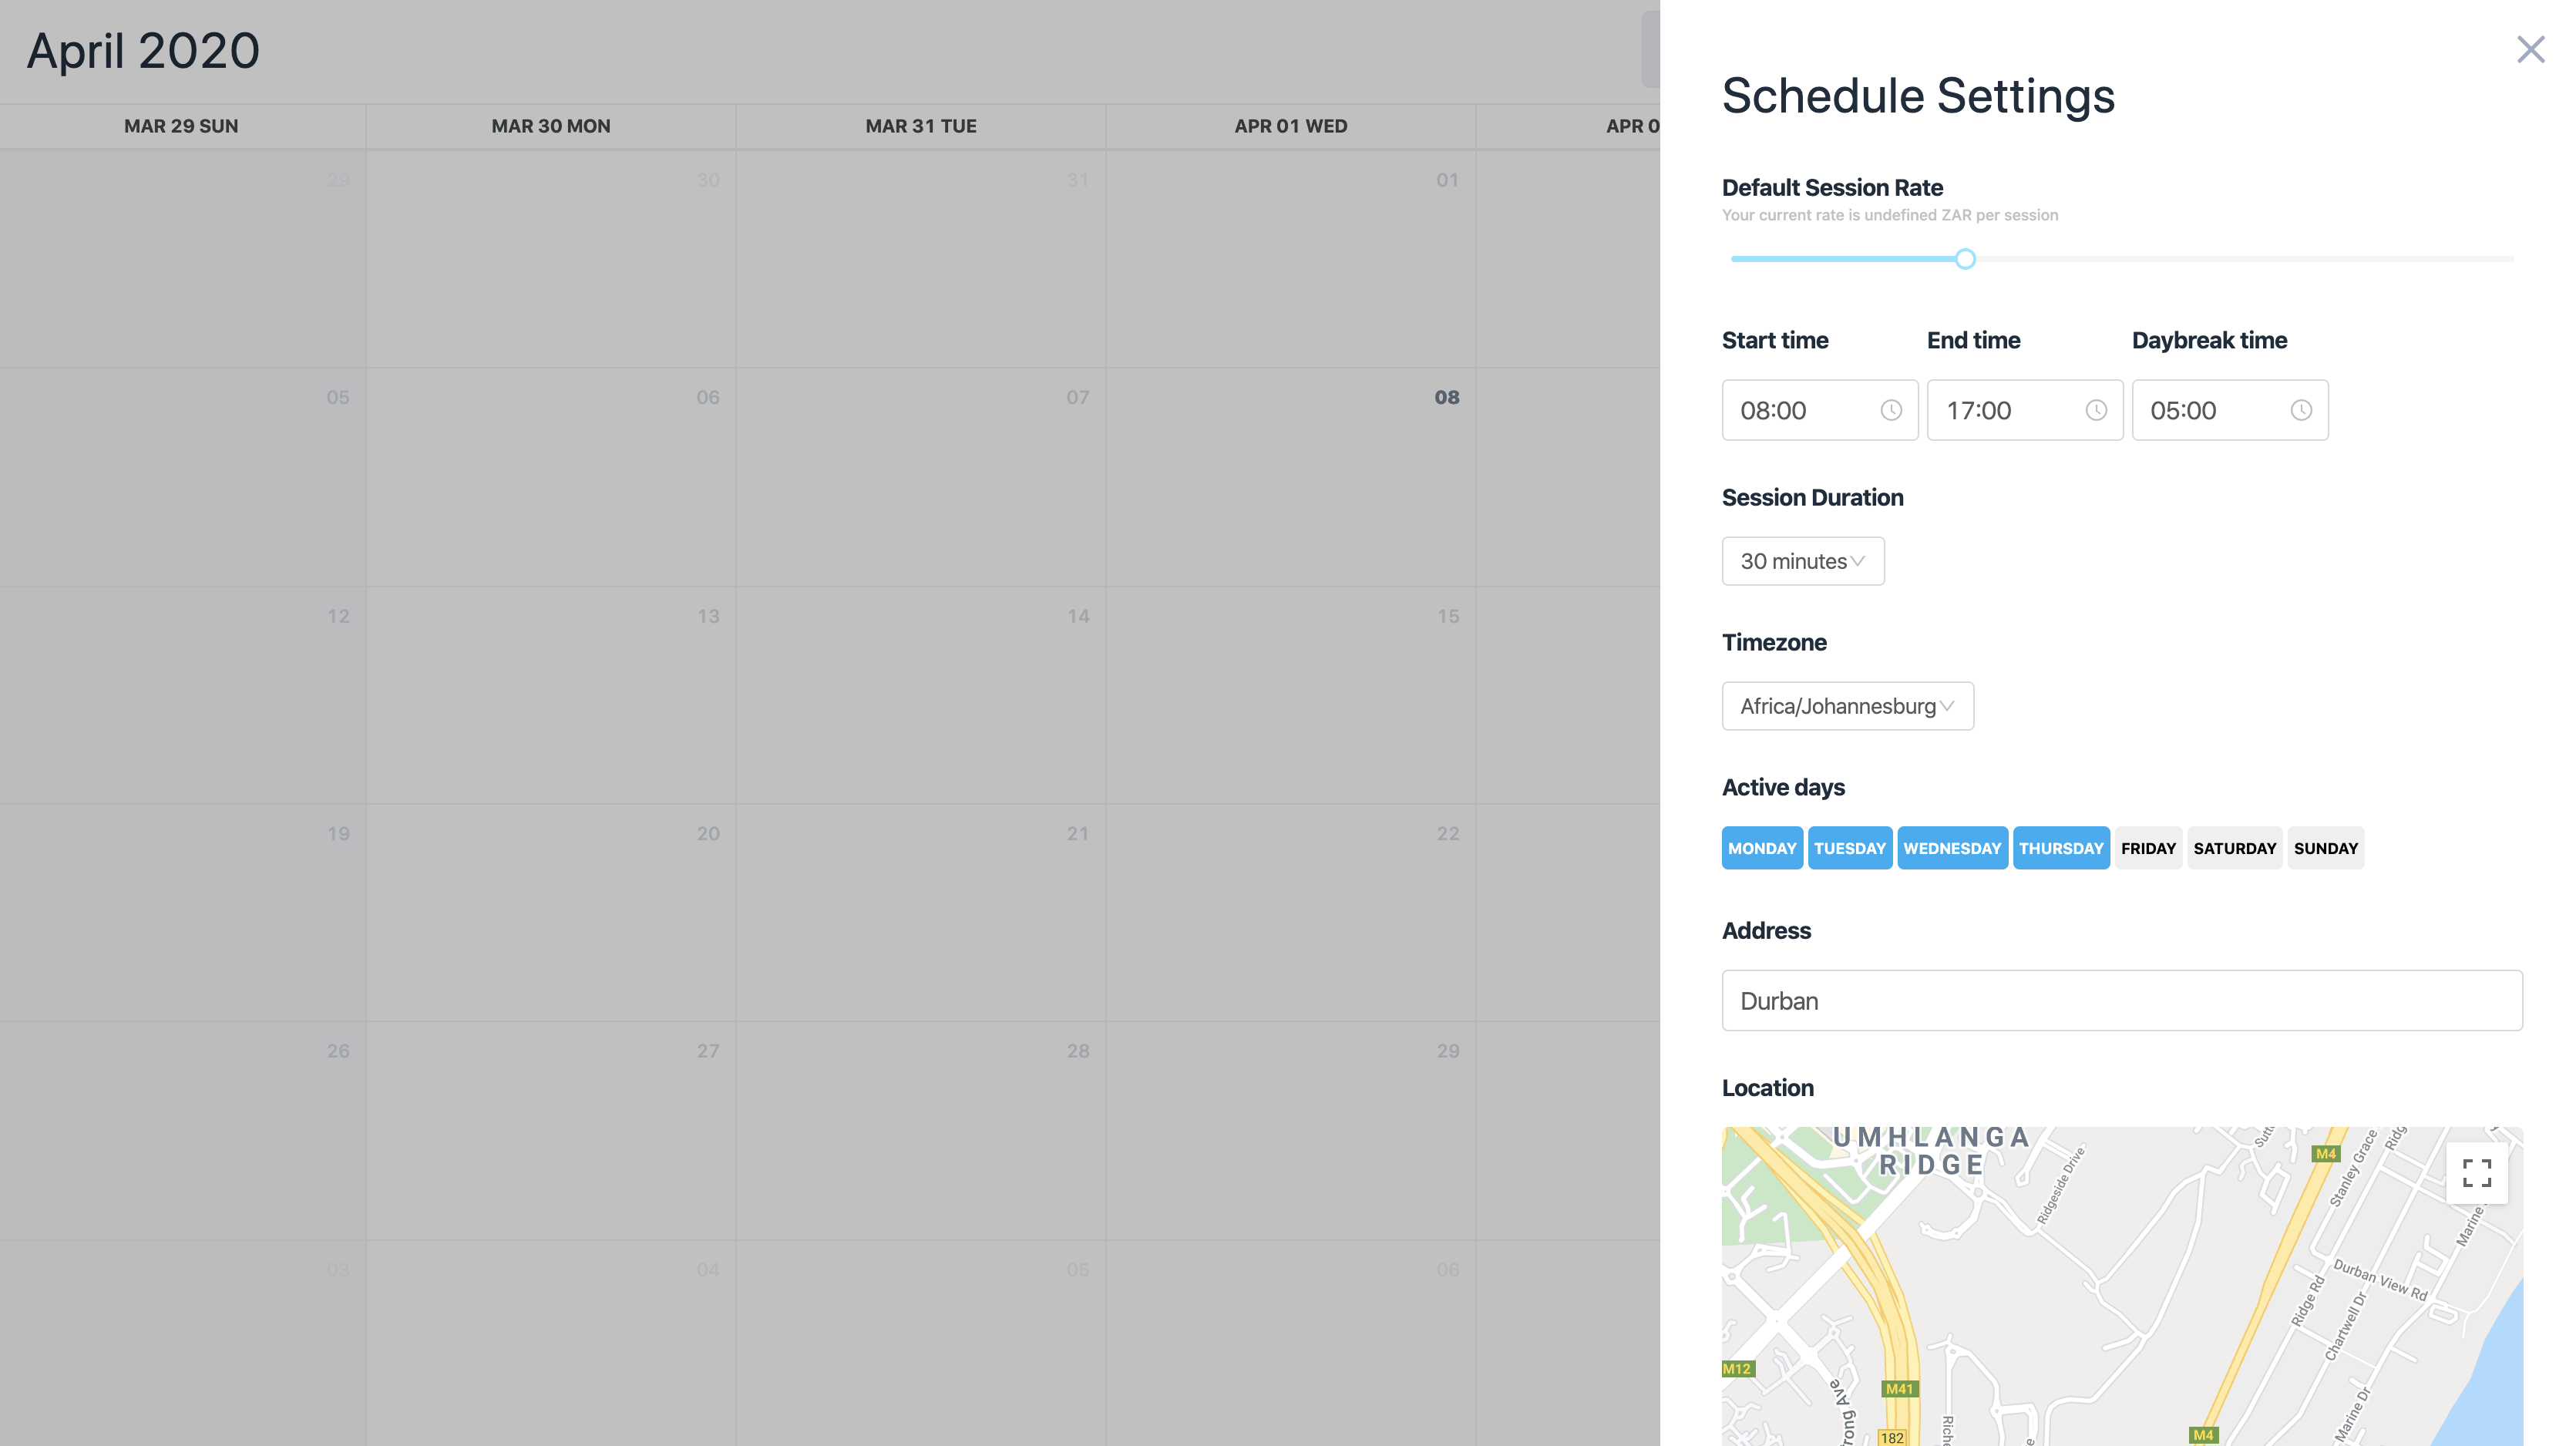 April 2020
MAR 29 SUN
MAR 30 MON
MAR 31 TUE
APR 01 WED
APR 0
29
30
31
01
05
06
07
08
12
13
14
15
19
20
21
22
26
27
28
29
03
04
05
06
Schedule Settings
Default Session Rate
Your current rate is undefined ZAR per session
Start time
End time
Daybreak time
08:00
17:00
05:00
Session Duration
30 minutes
Timezone
Africa/Johannesburg
Active days
MONDAY
TUESDAY
WEDNESDAY
THURSDAY
FRIDAY
SATURDAY
SUNDAY
Address
Durban
Location
UMHLANGA
RIDGE
Ridgeside Drive
M4
Stanley Grace
Ridg
Marine
Durban View Rd
Ridge Rd
Chartwell Dr
Marine Dr
M12
M41
182
M4